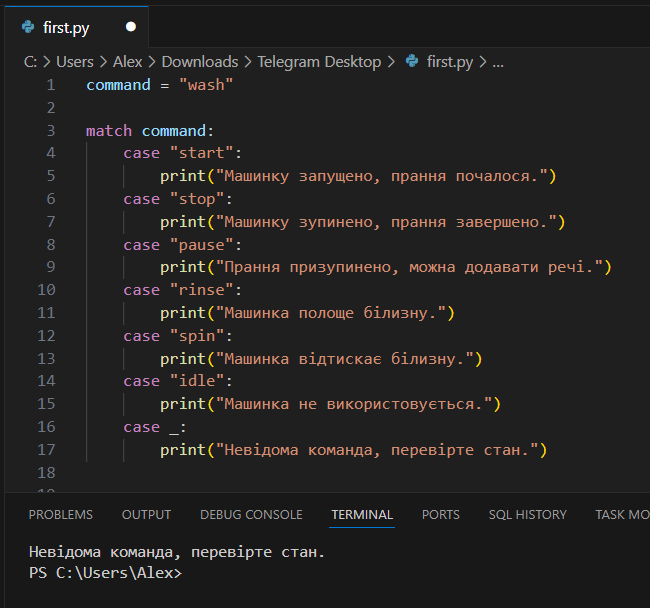 first.py
C: > Users > Alex > Downloads > Telegram Desktop > first.py > ...
1 command = "wash"
2
3 match command:
4 case "start":
5 print("Машинку запущено, прання почалося.")
6 case "stop":
7 print("Машинку зупинено, прання завершено.")
8 case "pause":
9 print("Прання призупинено, можна додавати речі.")
10 case "rinse":
11 print("Машинка полоще білизну.")
12 case "spin":
13 print("Машинка відтискає білизну.")
14 case "idle":
15 print("Машинка не використовується.")
16 case _:
17 print("Невідома команда, перевірте стан.")
18
PROBLEMS OUTPUT DEBUG CONSOLE TERMINAL PORTS SQL HISTORY TASK MO
Невідома команда, перевірте стан.
PS C:\Users\Alex>